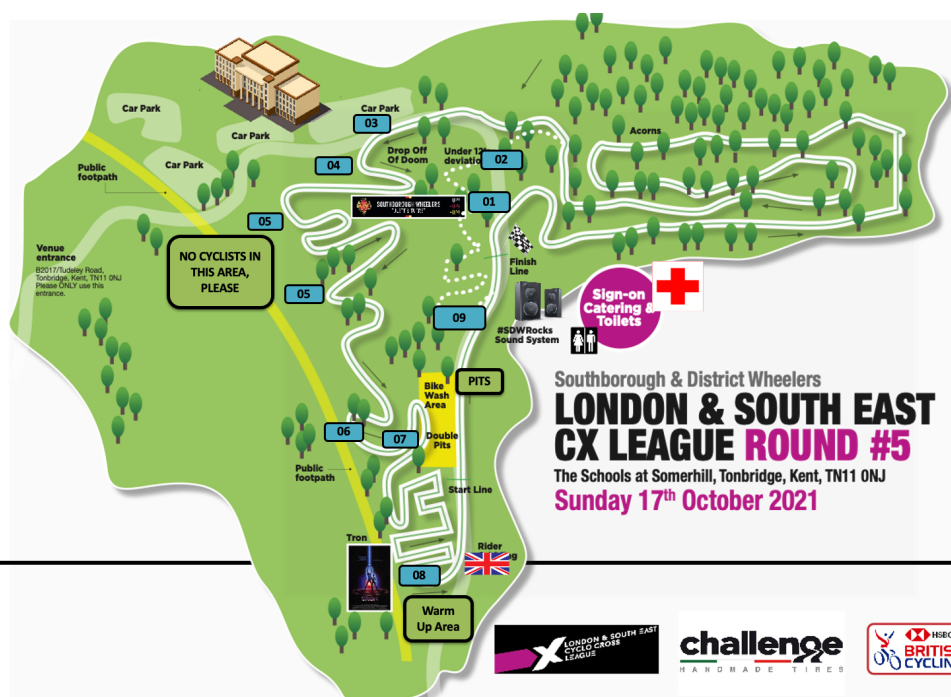 Car Park
Car Park
Car Park
Car Park
03
Acorns
Drop Off
Of Doom
Under 12's
deviation
02
04
Public
footpath
01
SOUTHBOROUGH WHEELERS
05
Venue
entrance
B2017/Tudeley Road,
Tonbridge, Kent, TN11 0NJ
Please ONLY use this
entrance.
NO CYCLISTS IN
THIS AREA,
PLEASE
Finish
Line
05
Sign-on
Catering &
Toilets
09
#SDWRocks
Sound System
PITS
Bike
Wash
Area
Southborough & District Wheelers
LONDON & SOUTH EAST
CX LEAGUE ROUND #5
The Schools at Somerhill, Tonbridge, Kent, TN11 0NJ
Sunday 17th October 2021
06
07
Double
Pits
Public
footpath
Start Line
Tron
Rider
08
Warm
Up Area
X LONDON & SOUTH EAST
CYCLO CROSS
LEAGUE
challenge
HANDMADE TIRES
HSBC
BRITIS
CYCLIN